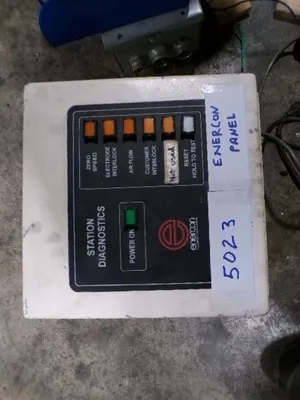 ZERO
SPEED
ELECTRODE
INTERLOCK
AIR FLOW
CUSTOMER
INTERLOCK
Not used
RESET
HOLD TO TEST
STATION
DIAGNOSTICS
POWER ON
enercon
ENERCON
PANEL
5023